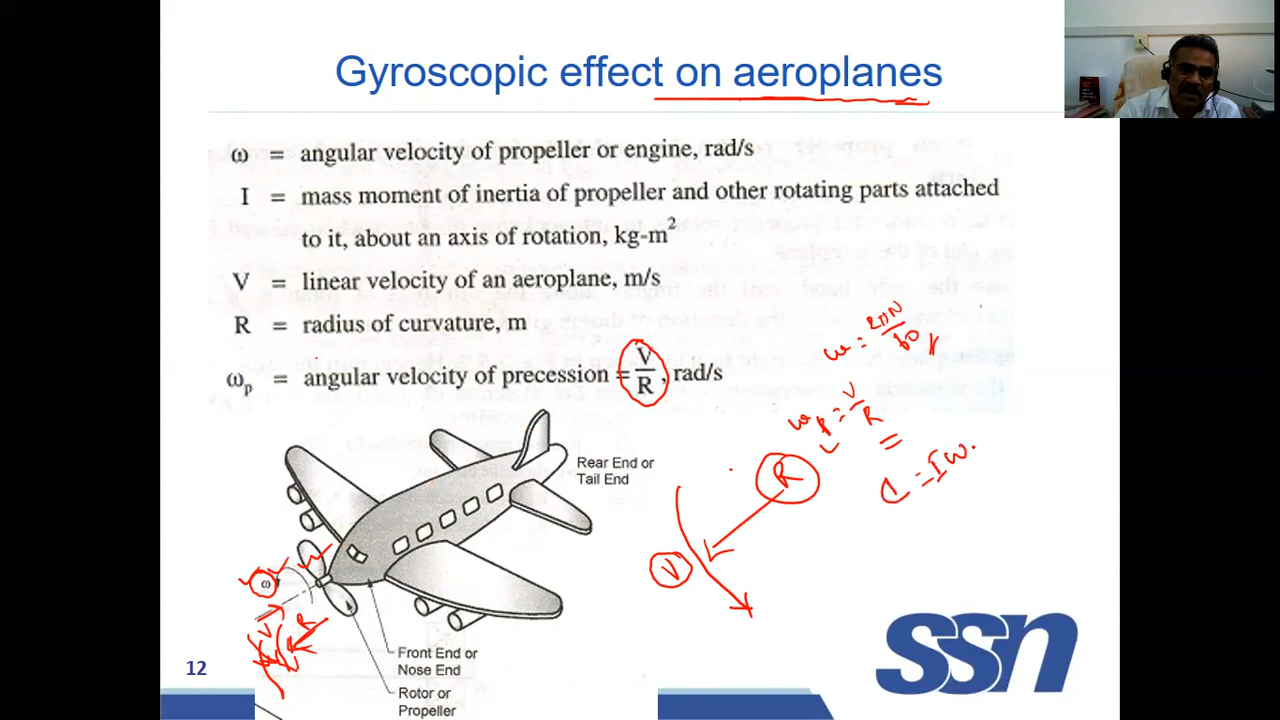 Gyroscopic effect on aeroplanes
ω = angular velocity of propeller or engine, rad/s
I = mass moment of inertia of propeller and other rotating parts attached
to it, about an axis of rotation, kg-m²
V = linear velocity of an aeroplane, m/s
R = radius of curvature, m
ωp = angular velocity of precession = V/R, rad/s
ω = 2πN/60
ωp = V/R
C = Iω.
R
V
Rear End or
Tail End
ω
V
R
Front End or
Nose End
Rotor or
Propeller
12
ssn